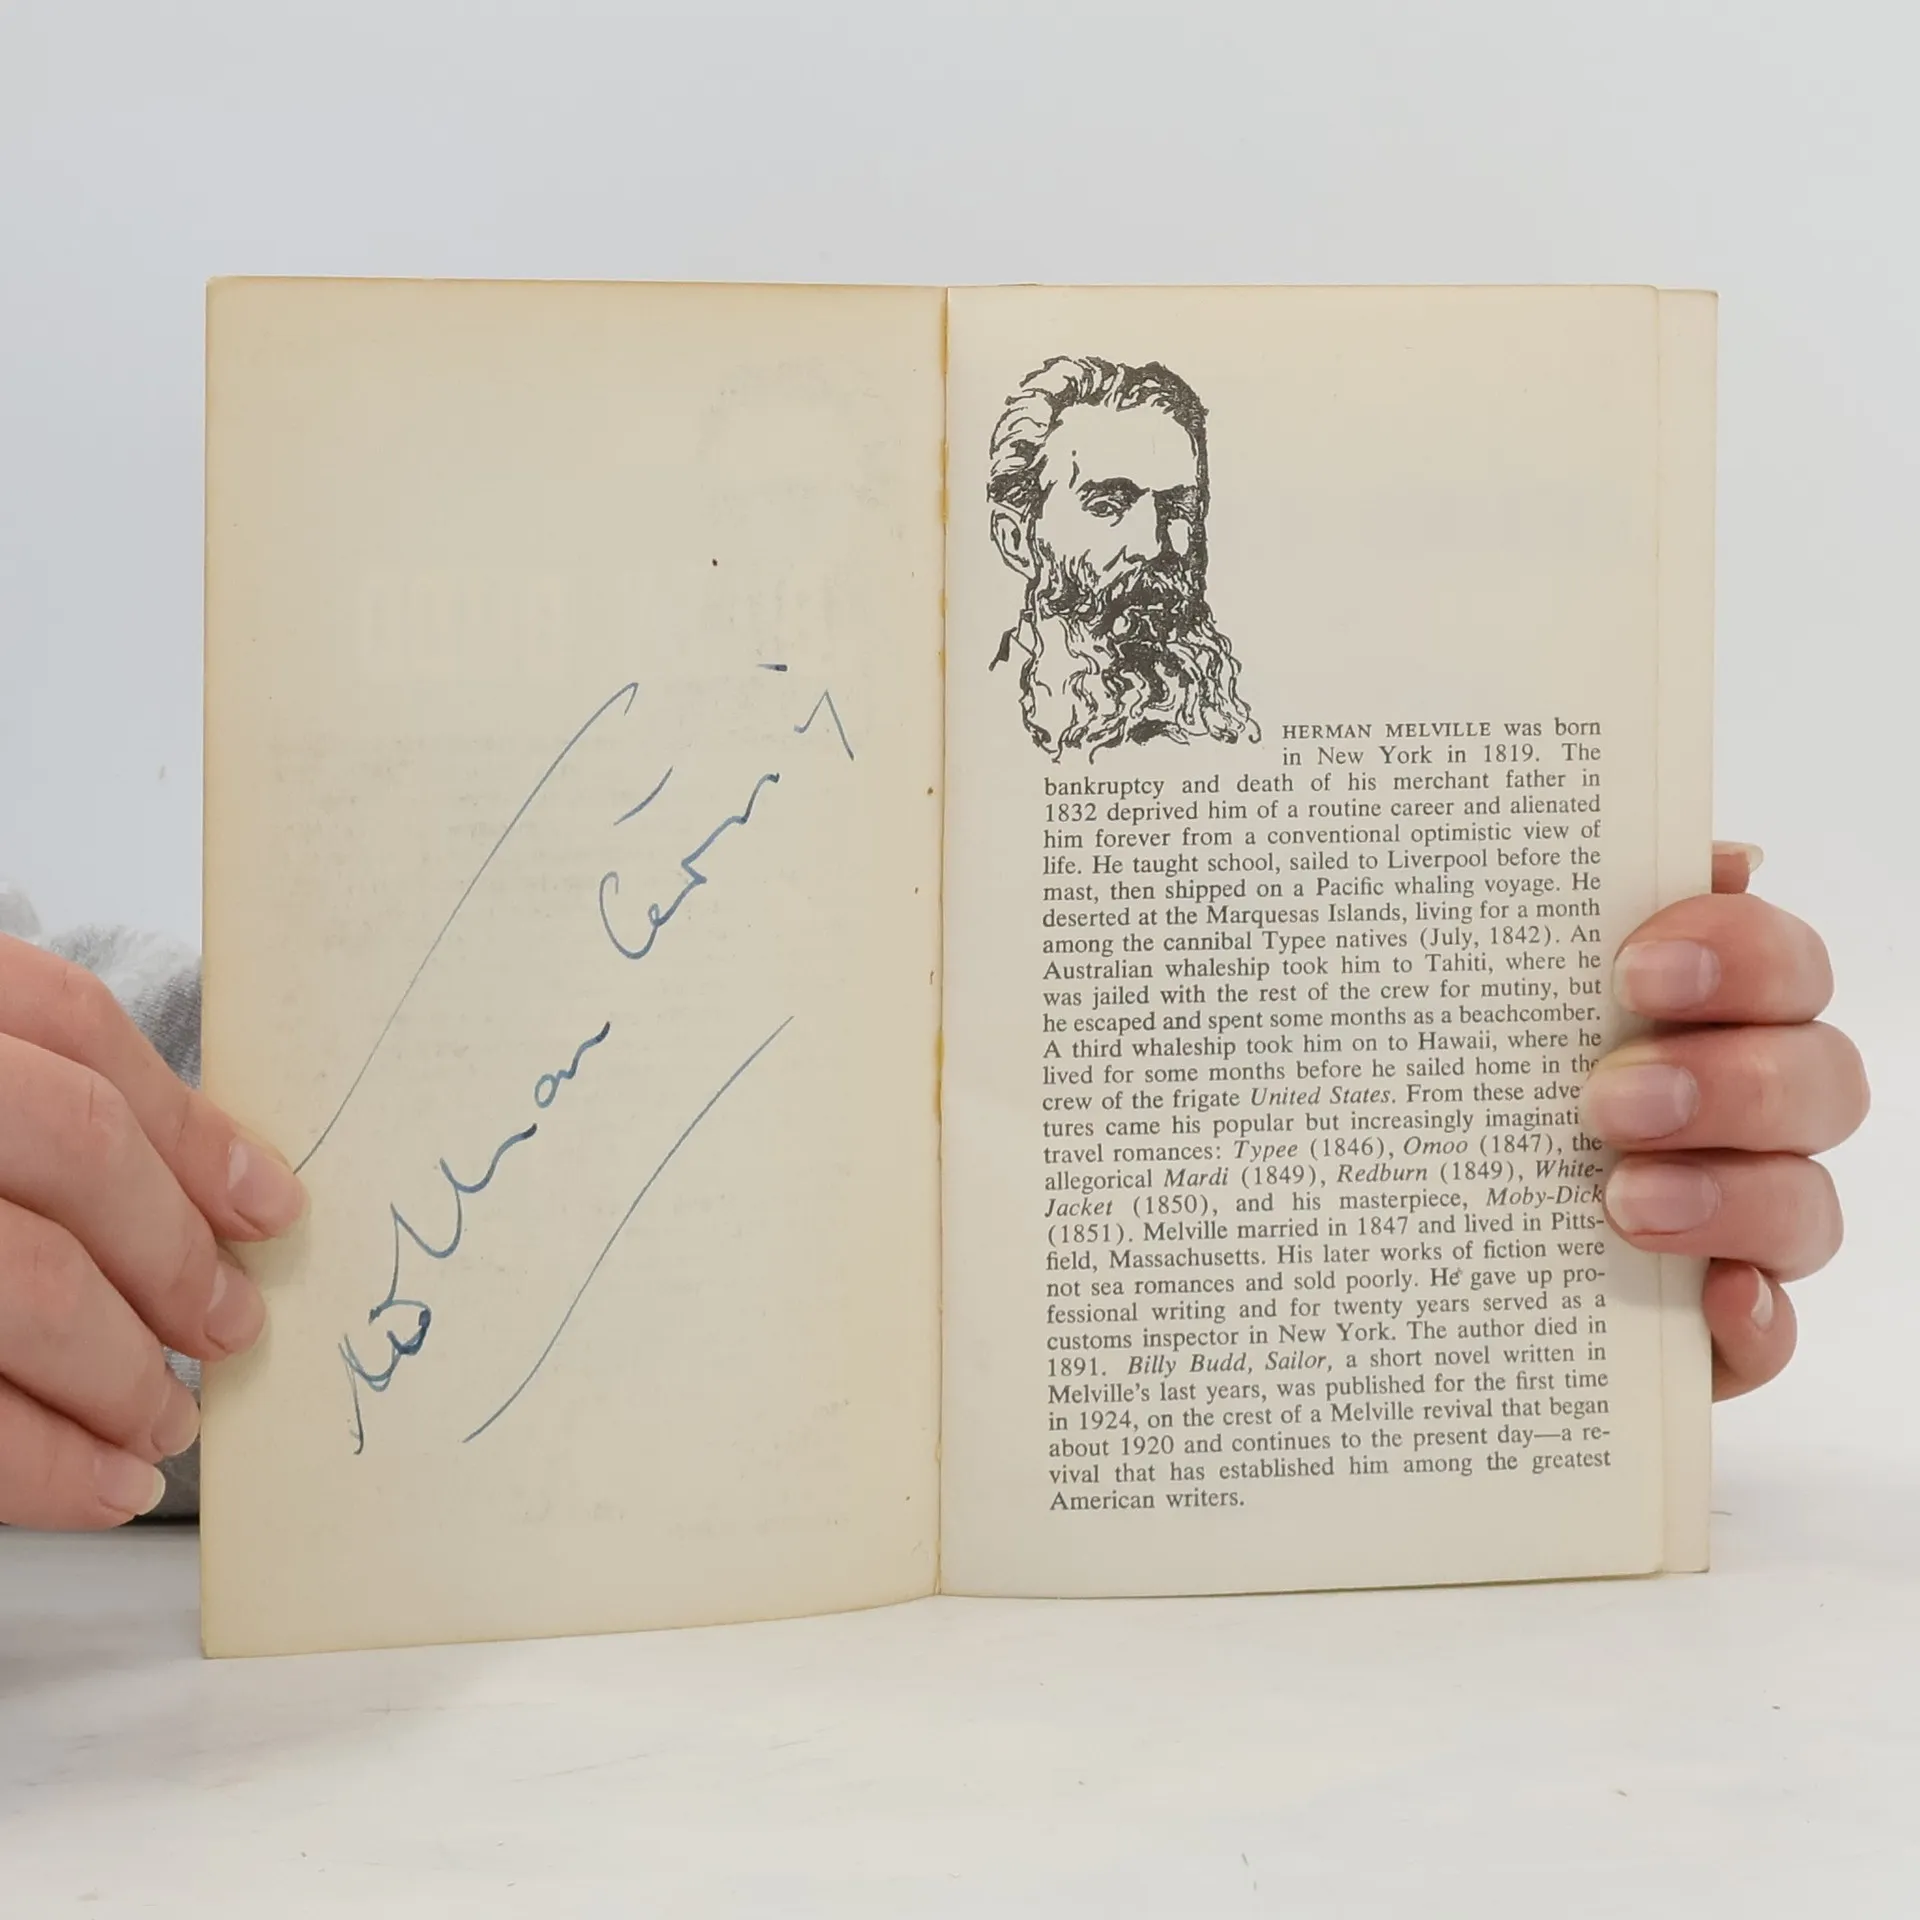 HERMAN MELVILLE was born
in New York in 1819. The
bankruptcy and death of his merchant father in
1832 deprived him of a routine career and alienated
him forever from a conventional optimistic view of
life. He taught school, sailed to Liverpool before the
mast, then shipped on a Pacific whaling voyage. He
deserted at the Marquesas Islands, living for a month
among the cannibal Typee natives (July, 1842). An
Australian whaleship took him to Tahiti, where he
was jailed with the rest of the crew for mutiny, but
he escaped and spent some months as a beachcomber.
A third whaleship took him on to Hawaii, where he
lived for some months before he sailed home in the
crew of the frigate United States. From these adve
tures came his popular but increasingly imaginati
travel romances: Typee (1846), Omoo (1847), the
allegorical Mardi (1849), Redburn (1849), White-
Jacket (1850), and his masterpiece, Moby-Dick
(1851). Melville married in 1847 and lived in Pitts-
field, Massachusetts. His later works of fiction were
not sea romances and sold poorly. He gave up pro-
fessional writing and for twenty years served as a
customs inspector in New York. The author died in
1891. Billy Budd, Sailor, a short novel written in
Melville's last years, was published for the first time
in 1924, on the crest of a Melville revival that began
about 1920 and continues to the present day—a re-
vival that has established him among the greatest
American writers.